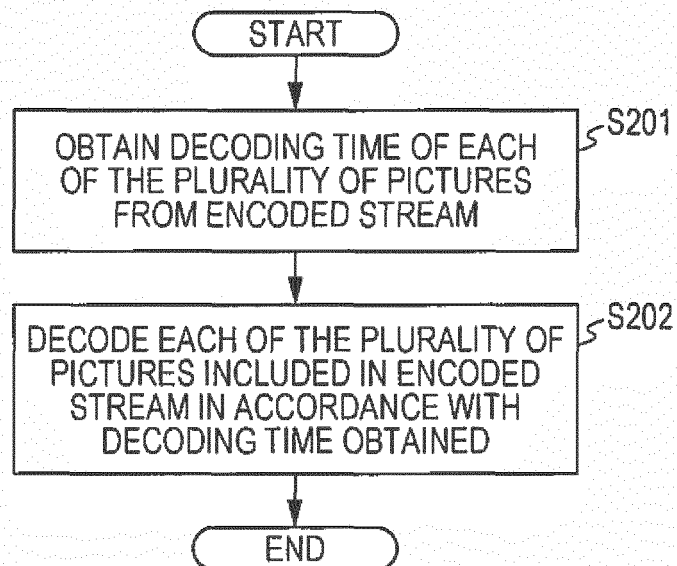 START
OBTAIN DECODING TIME OF EACH
OF THE PLURALITY OF PICTURES
FROM ENCODED STREAM
S201
DECODE EACH OF THE PLURALITY OF
PICTURES INCLUDED IN ENCODED
STREAM IN ACCORDANCE WITH
DECODING TIME OBTAINED
S202
END